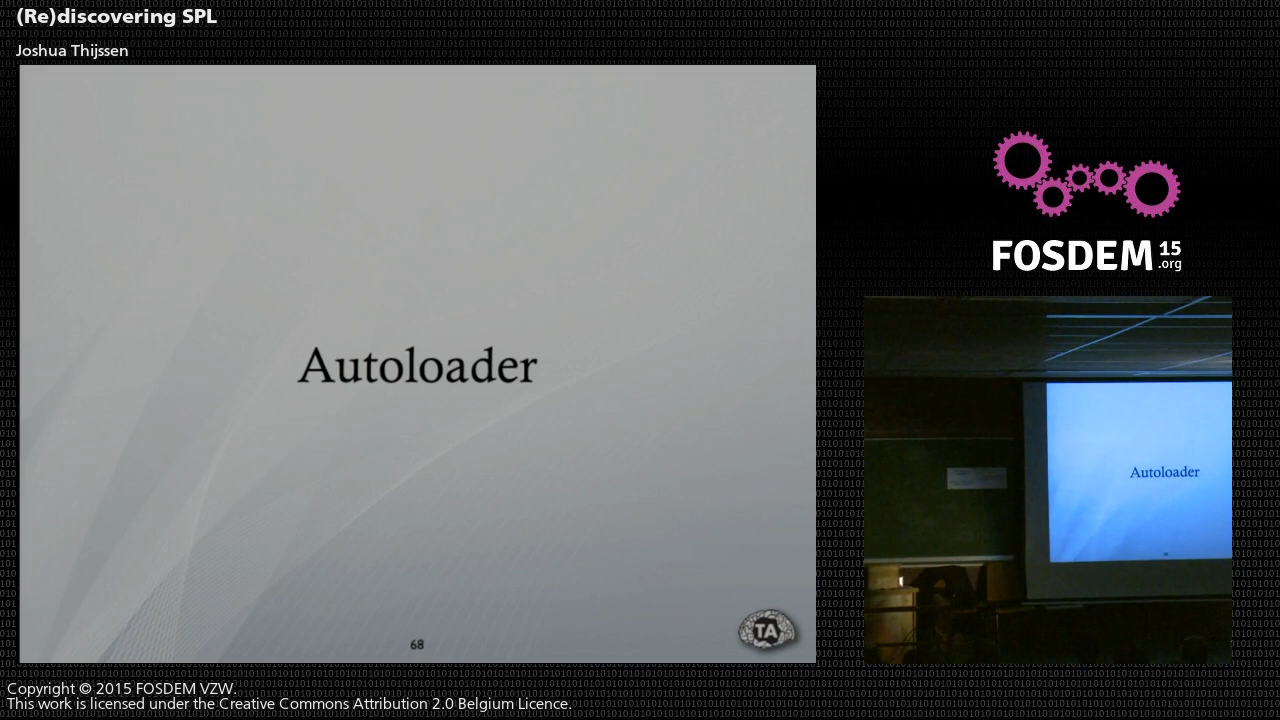 (Re)discovering SPL
Joshua Thijssen
Autoloader
68
TA
FOSDEM 15
.org
Autoloader
Copyright © 2015 FOSDEM VZW.
This work is licensed under the Creative Commons Attribution 2.0 Belgium Licence.